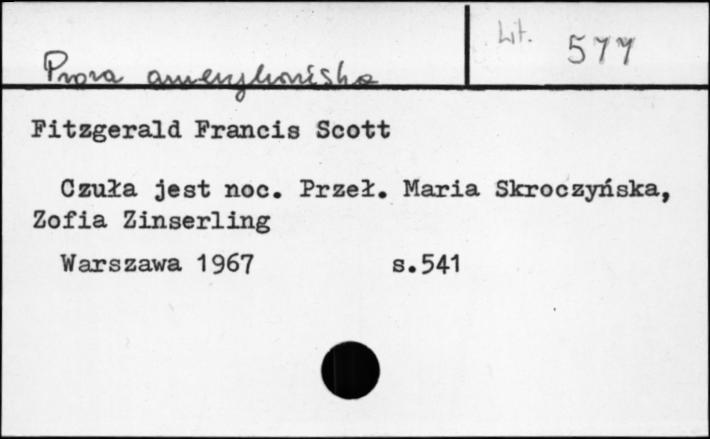 Proza amerykańska
Lit. 577
Fitzgerald Francis Scott
Czuła jest noc. Przeł. Maria Skroczyńska,
Zofia Zinserling
Warszawa 1967 s.541